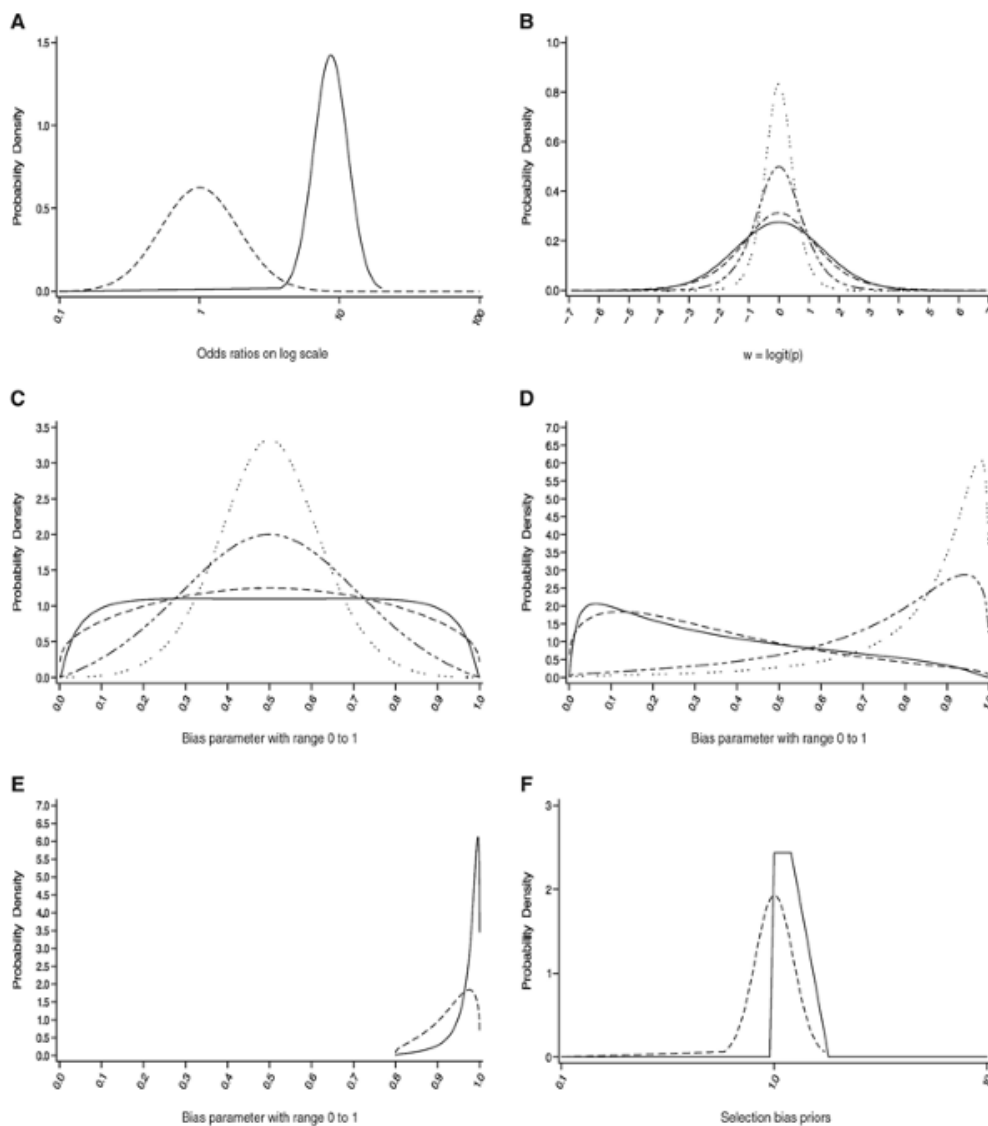 A
Probability Density
1.5
1.0
0.5
0.0
0.1 1 10 100
Odds ratios on log scale
B
Probability Density
1.0
0.8
0.6
0.4
0.2
0.0
−7 −6 −5 −4 −3 −2 −1 0 1 2 3 4 5 6 7
w = logit(p)
C
Probability Density
3.5
3.0
2.5
2.0
1.5
1.0
0.5
0.0
0.0 0.1 0.2 0.3 0.4 0.5 0.6 0.7 0.8 0.9 1.0
Bias parameter with range 0 to 1
D
Probability Density
7.0
6.5
6.0
5.5
5.0
4.5
4.0
3.5
3.0
2.5
2.0
1.5
1.0
0.5
0.0
0.0 0.1 0.2 0.3 0.4 0.5 0.6 0.7 0.8 0.9
Bias parameter with range 0 to 1
E
Probability Density
7.0
6.5
6.0
5.5
5.0
4.5
4.0
3.5
3.0
2.5
2.0
1.5
1.0
0.5
0.0
0.0 0.1 0.2 0.3 0.4 0.5 0.6 0.7 0.8 0.9 1.0
Bias parameter with range 0 to 1
F
Probability Density
3
2
1
0
0.1 1.0
Selection bias priors